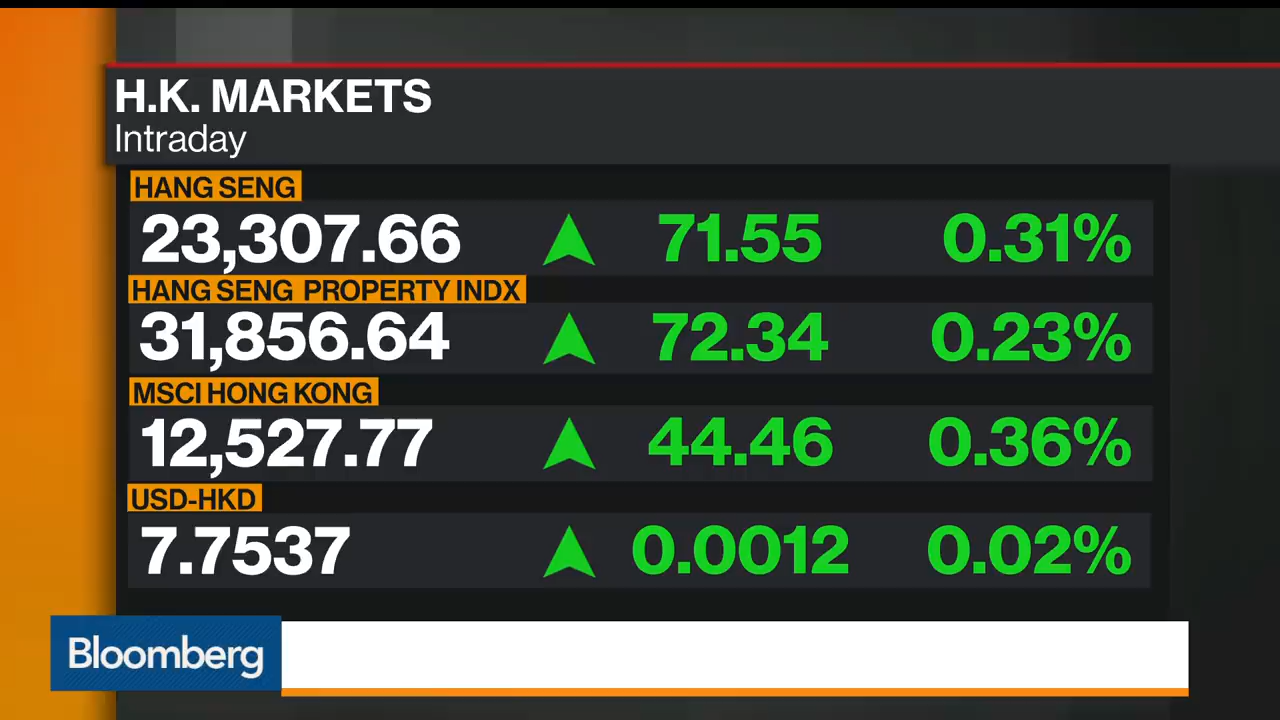 H.K. MARKETS
Intraday
HANG SENG
23,307.66 ▲ 71.55 0.31%
HANG SENG PROPERTY INDX
31,856.64 ▲ 72.34 0.23%
MSCI HONG KONG
12,527.77 ▲ 44.46 0.36%
USD-HKD
7.7537 ▲ 0.0012 0.02%
Bloomberg